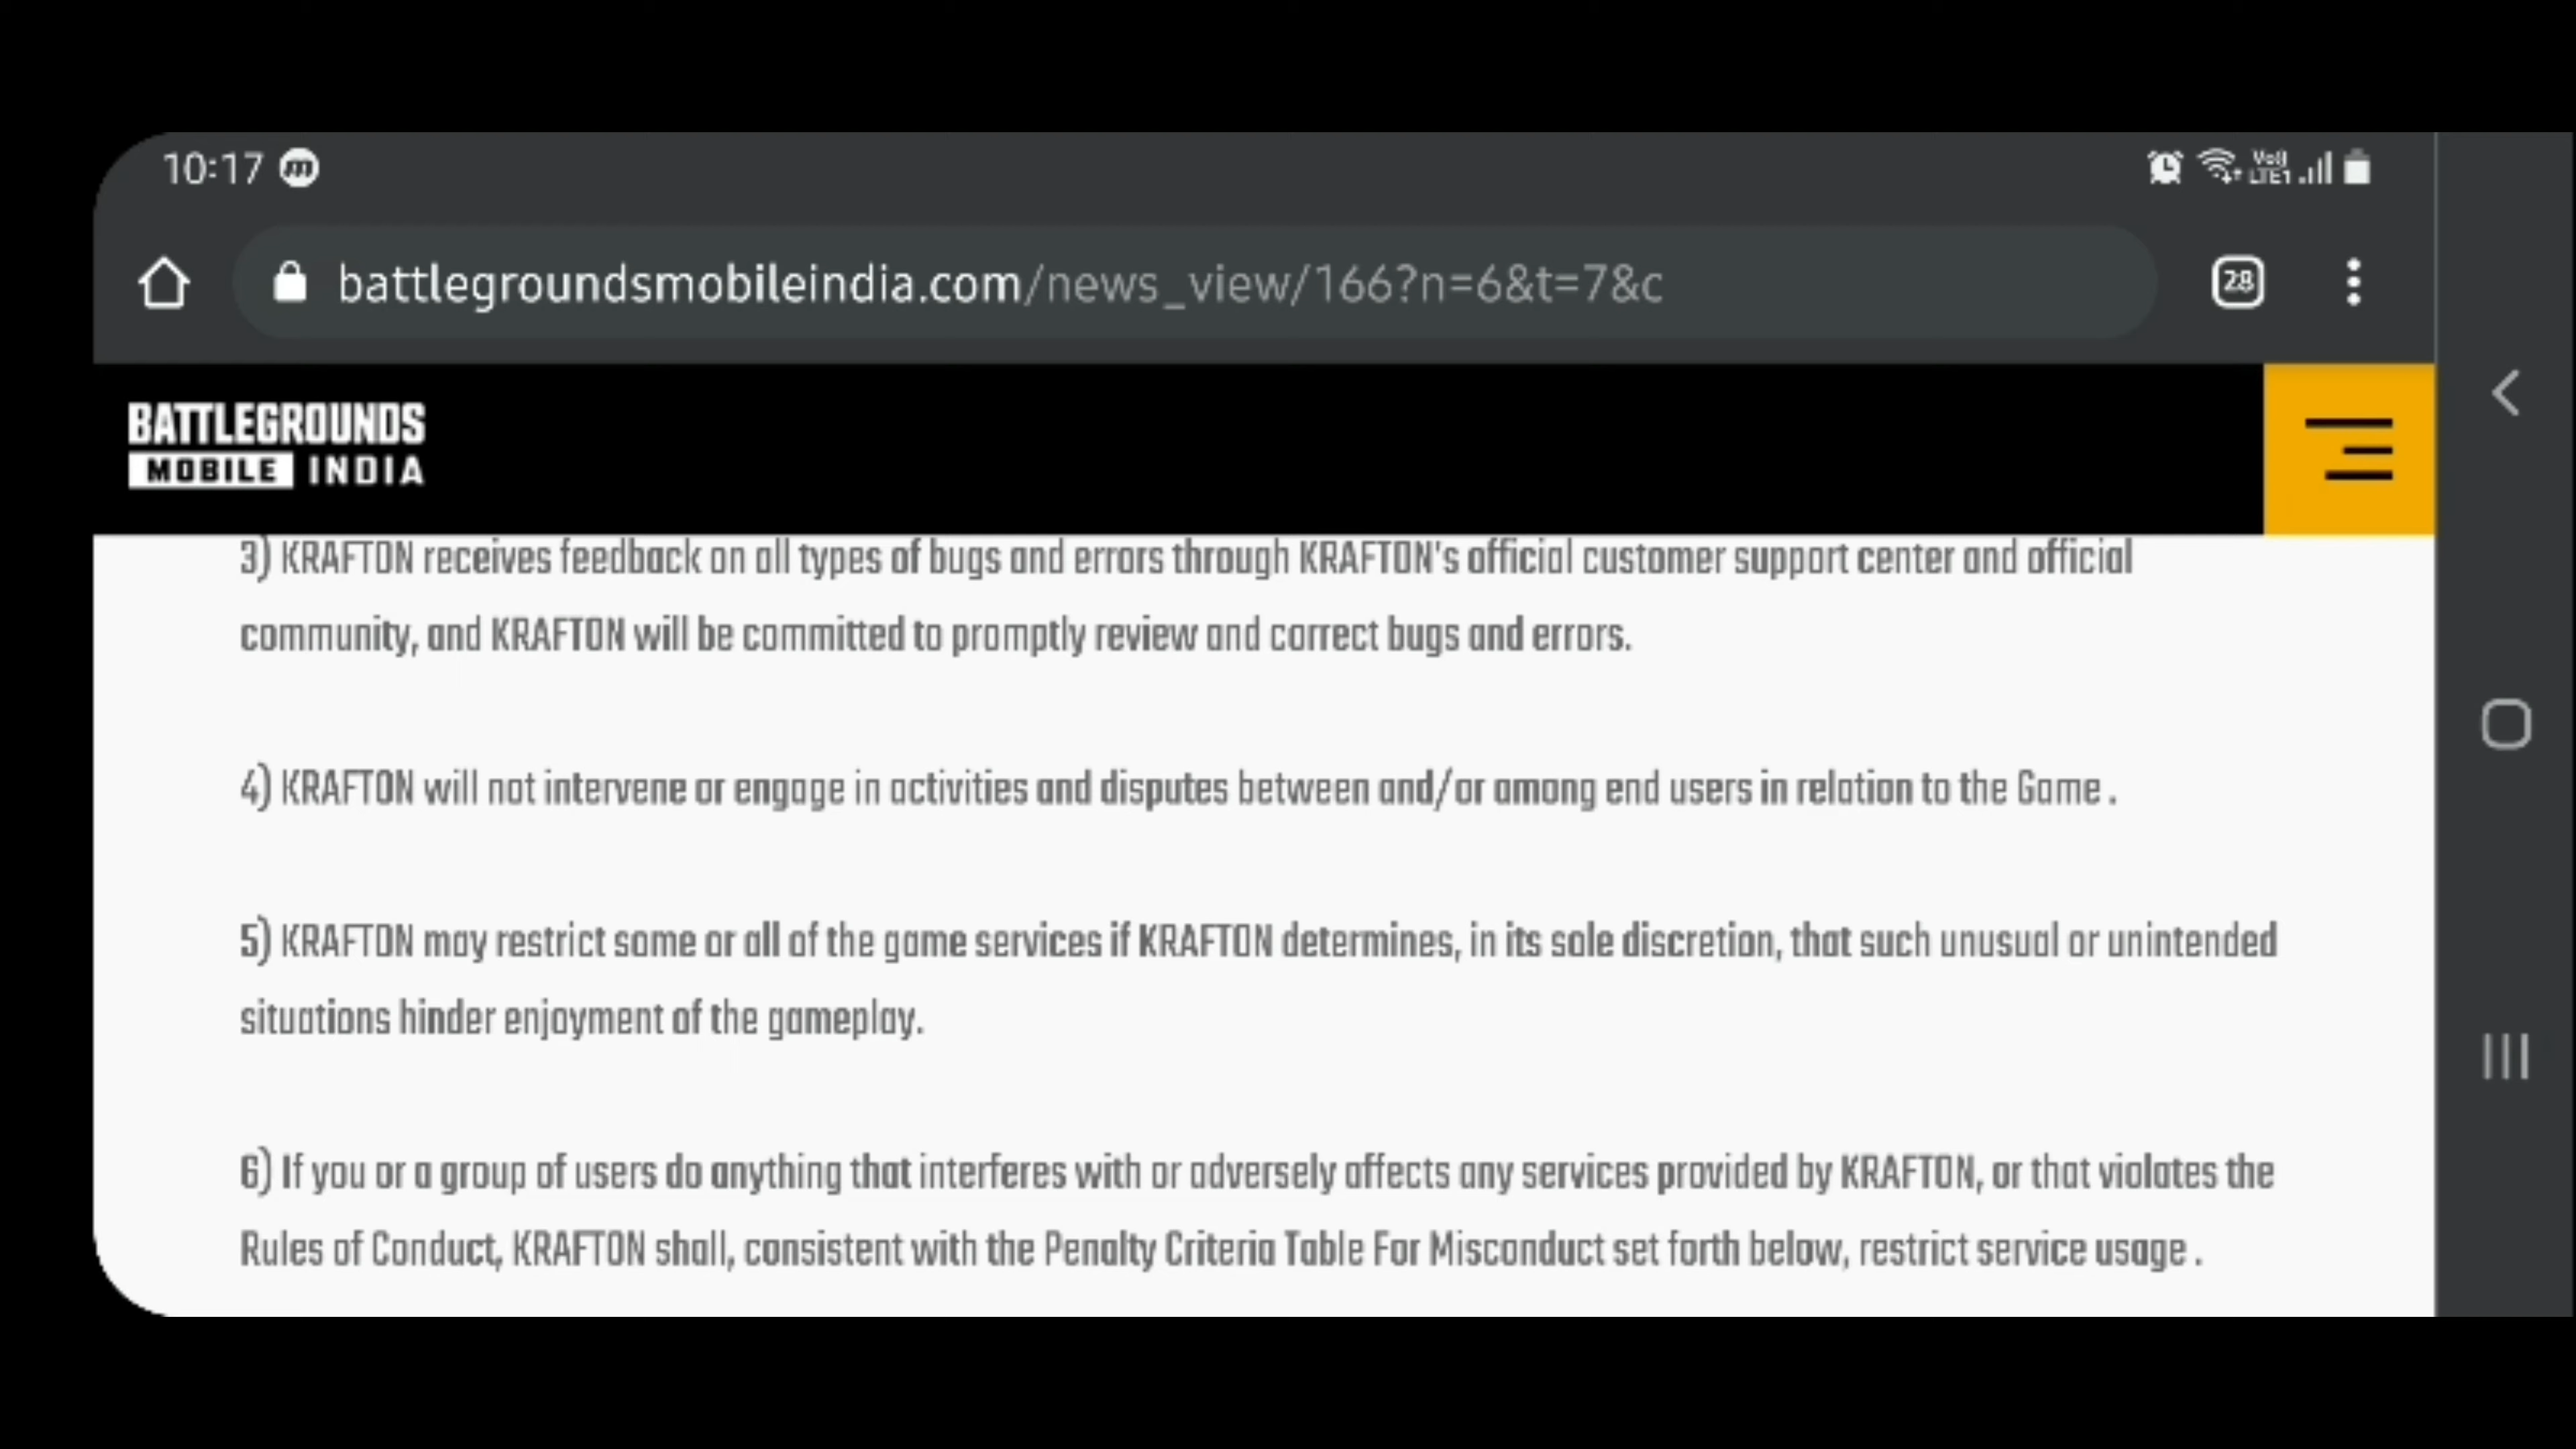 10:17 m
Vo))
LTE1
battlegroundsmobileindia.com/news_view/166?n=6&t=7&c
28
BATTLEGROUNDS
MOBILE INDIA
3) KRAFTON receives feedback on all types of bugs and errors through KRAFTON's official customer support center and official
community, and KRAFTON will be committed to promptly review and correct bugs and errors.
4) KRAFTON will not intervene or engage in activities and disputes between and/or among end users in relation to the Game .
5) KRAFTON may restrict some or all of the game services if KRAFTON determines, in its sole discretion, that such unusual or unintended
situations hinder enjoyment of the gameplay.
6) If you or a group of users do anything that interferes with or adversely affects any services provided by KRAFTON, or that violates the
Rules of Conduct, KRAFTON shall, consistent with the Penalty Criteria Table For Misconduct set forth below, restrict service usage .